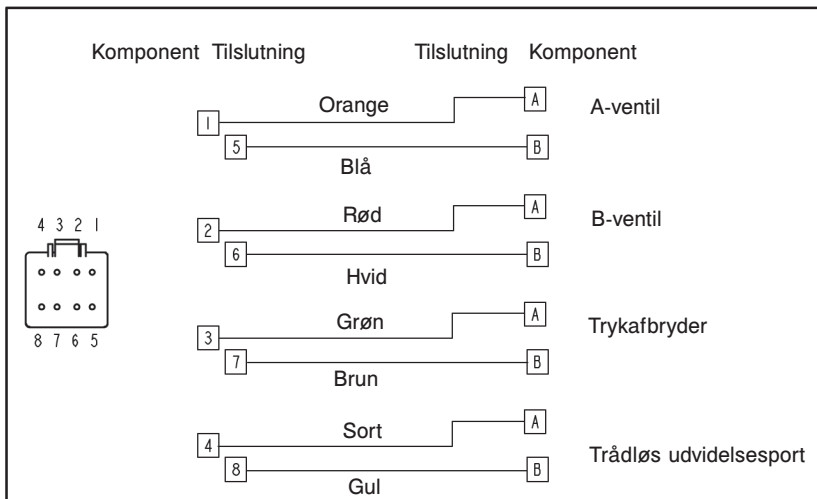 Komponent Tilslutning Tilslutning Komponent
Orange A A-ventil
1
5 B
Blå
Rød A
2 B-ventil
6 B
Hvid
4 3 2 1
Grøn A
3 Trykafbryder
8 7 6 5
7 B
Brun
Sort A
4
Trådløs udvidelsesport
8 B
Gul